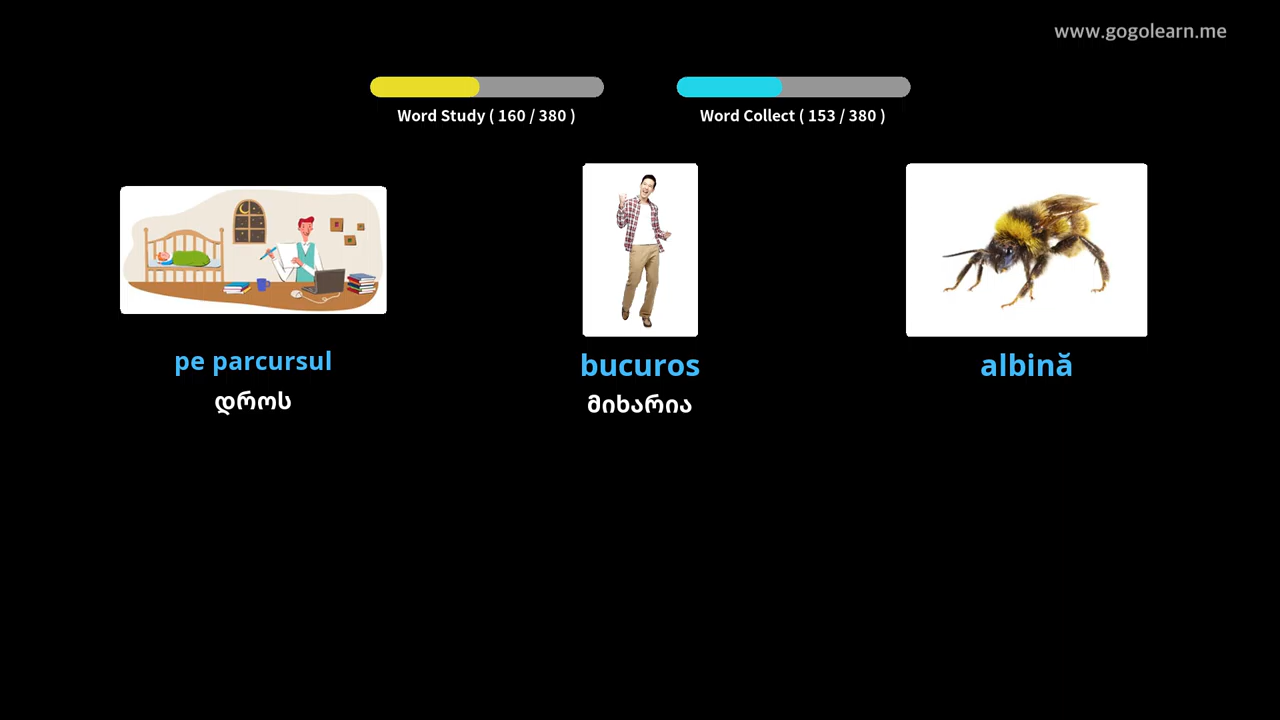 www.gogolearn.me
Word Study ( 160 / 380 )
Word Collect ( 153 / 380 )
pe parcursul
დროს
bucuros
მიხარია
albină